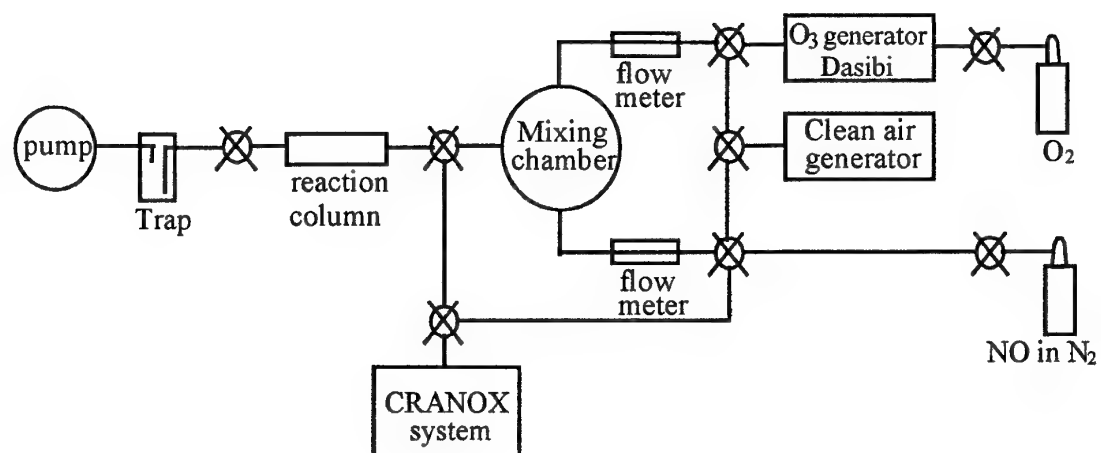 O₃ generator
Dasibi
flow
meter
Clean air
generator
O₂
pump
Mixing
chamber
reaction
column
Trap
flow
meter
NO in N₂
CRANOX
system